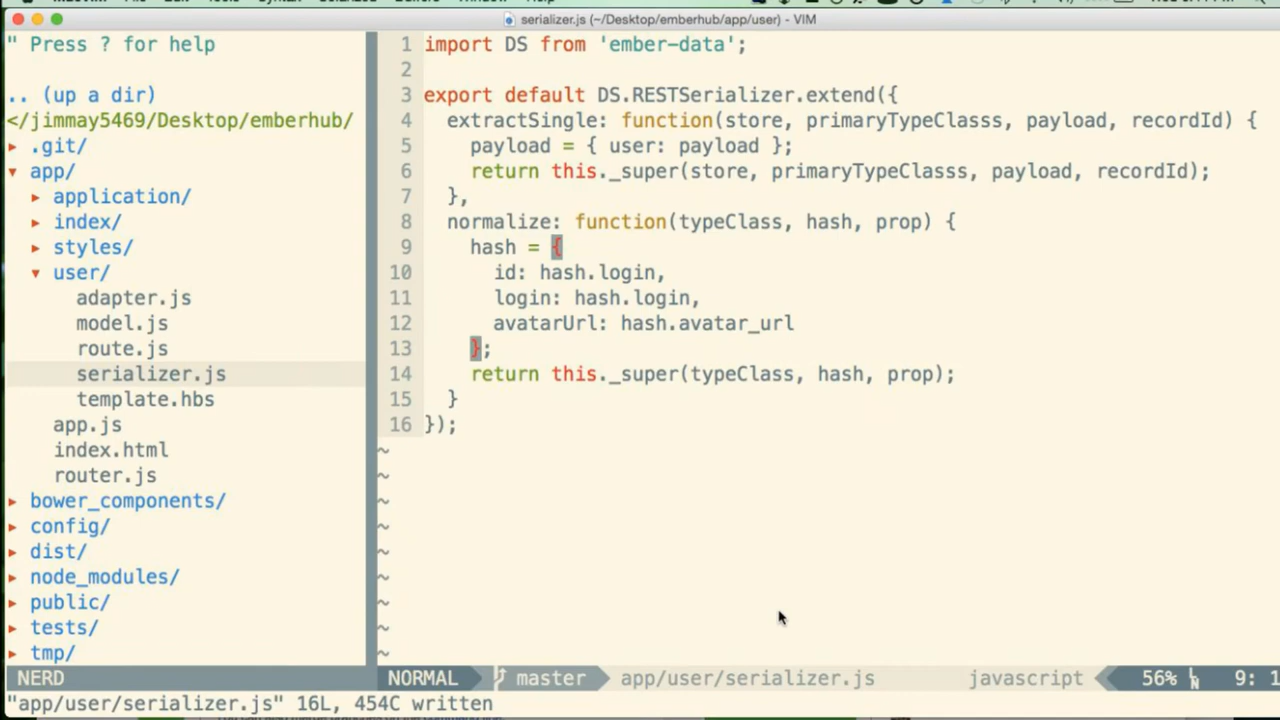 serializer.js (~/Desktop/emberhub/app/user) - VIM
" Press ? for help
.. (up a dir)
</jimmay5469/Desktop/emberhub/
▸ .git/
▾ app/
▸ application/
▸ index/
▸ styles/
▾ user/
adapter.js
model.js
route.js
serializer.js
template.hbs
app.js
index.html
router.js
▸ bower_components/
▸ config/
▸ dist/
▸ node_modules/
▸ public/
▸ tests/
▸ tmp/
1 import DS from 'ember-data';
2
3 export default DS.RESTSerializer.extend({
4 extractSingle: function(store, primaryTypeClasss, payload, recordId) {
5 payload = { user: payload };
6 return this._super(store, primaryTypeClasss, payload, recordId);
7 },
8 normalize: function(typeClass, hash, prop) {
9 hash = {
10 id: hash.login,
11 login: hash.login,
12 avatarUrl: hash.avatar_url
13 };
14 return this._super(typeClass, hash, prop);
15 }
16 });
~
~
~
~
~
~
~
~
~
NERD
NORMAL master app/user/serializer.js javascript 56% 9: 1
"app/user/serializer.js" 16L, 454C written